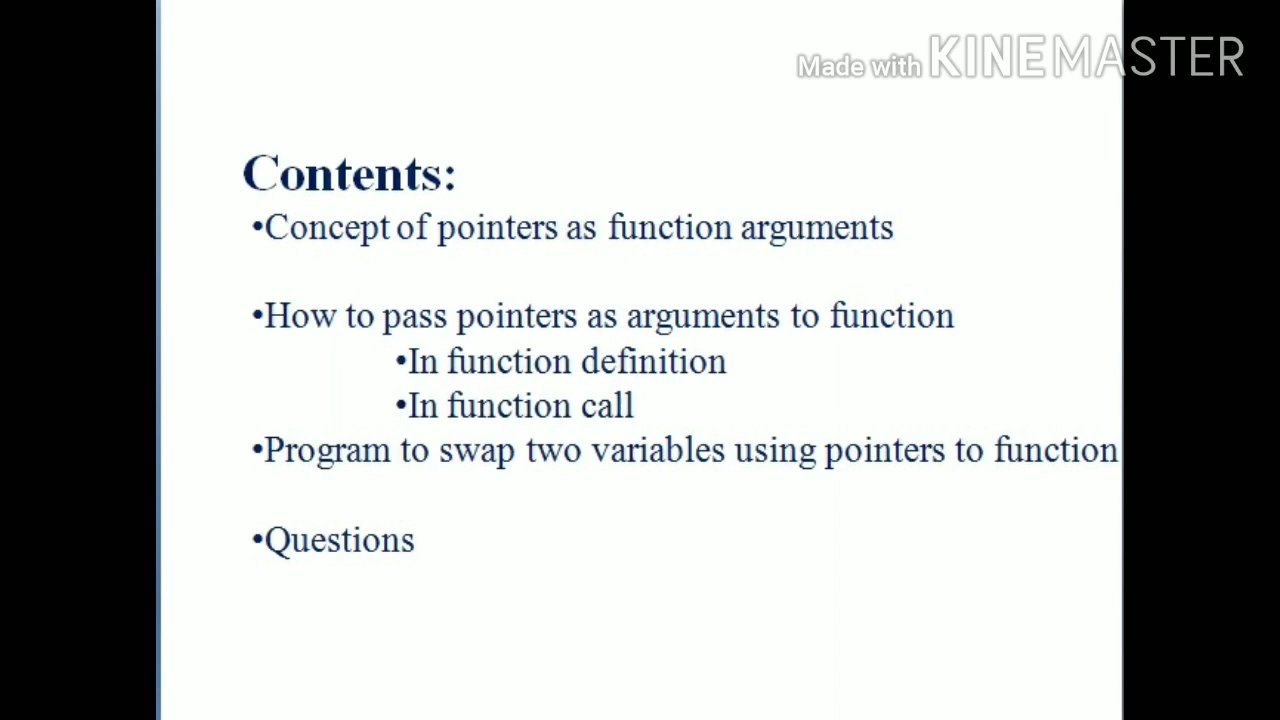 Made with KINEMASTER
Contents:
•Concept of pointers as function arguments
•How to pass pointers as arguments to function
•In function definition
•In function call
•Program to swap two variables using pointers to function
•Questions